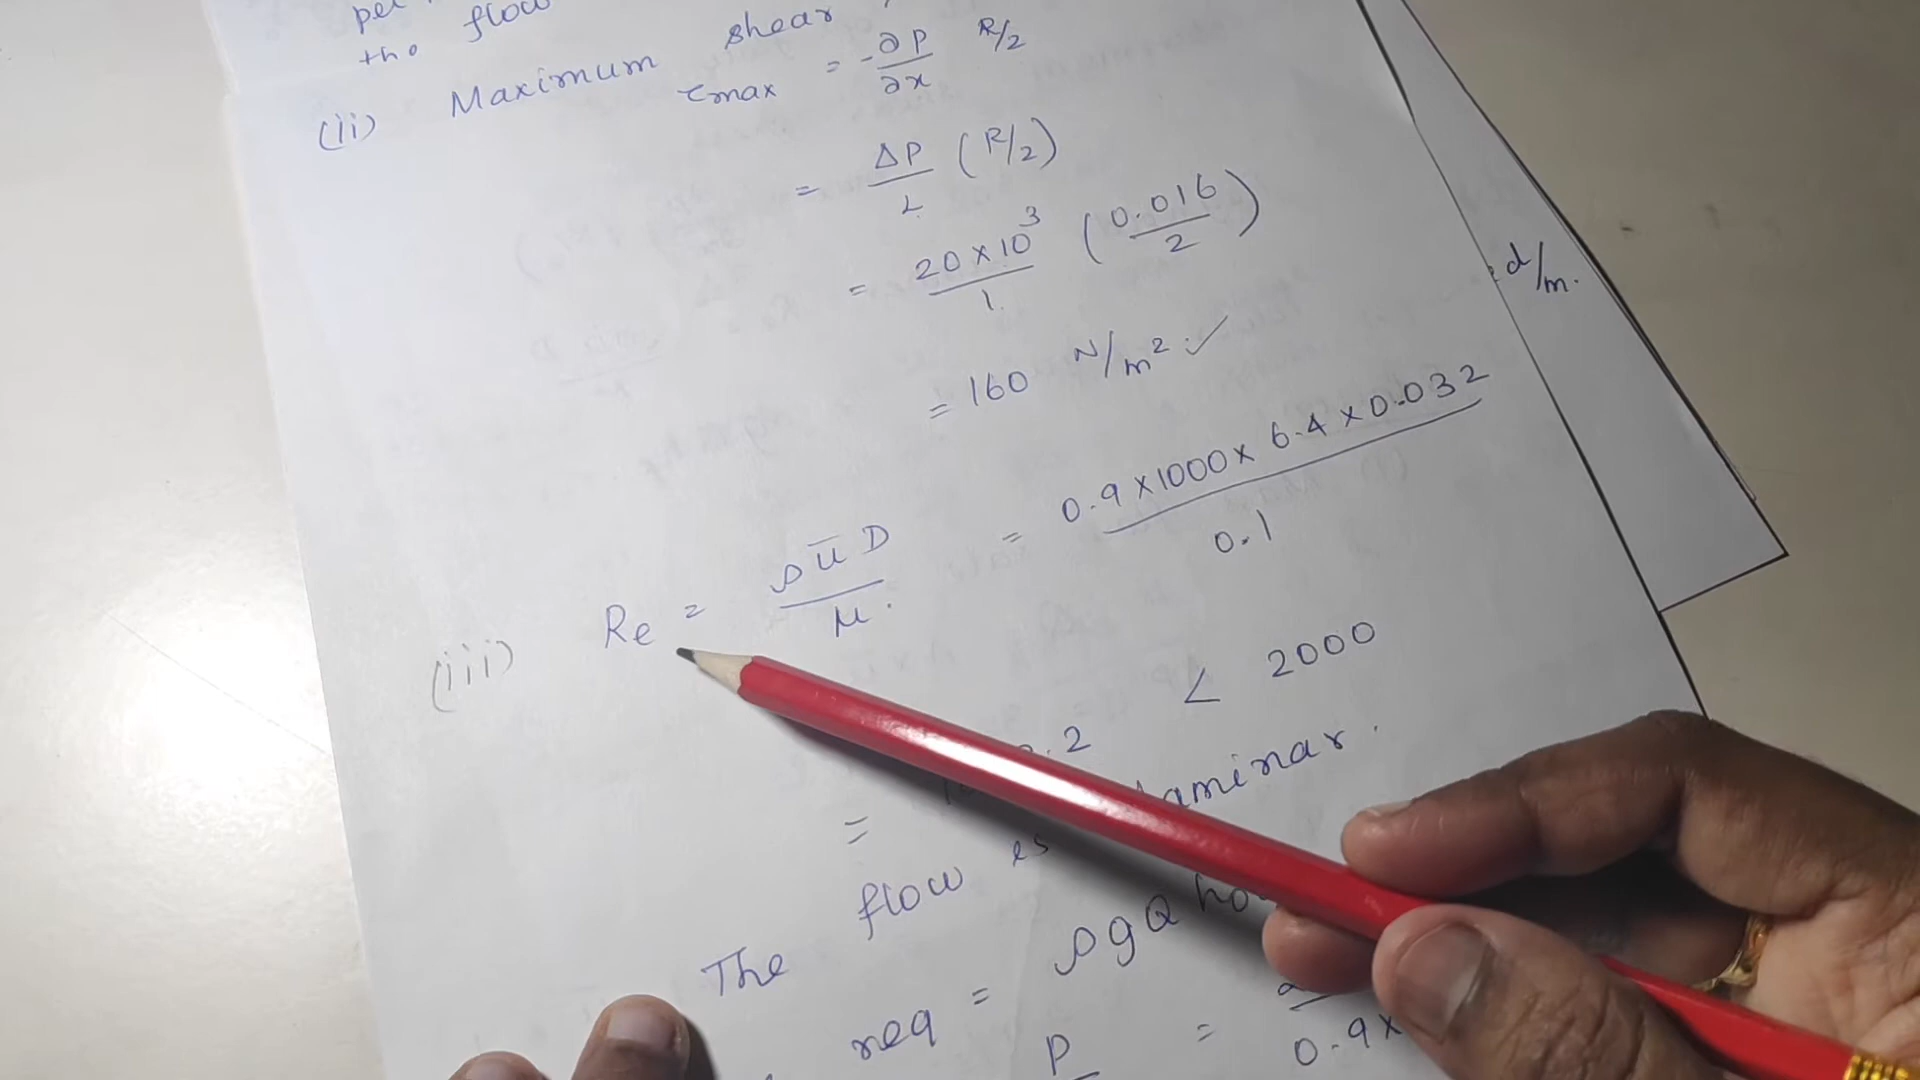 the flow
(ii) Maximum shear
τmax = -∂P/∂x R/2
= ΔP/L (R/2)
= 20×10³/1 (0.016/2)
= 160 N/m² ✓
d/m.
(iii) Re = ρūD/μ. = 0.9×1000×6.4×0.032/0.1
= .2 < 2000
The flow is laminar.
req = ρgQ
P = 0.9×